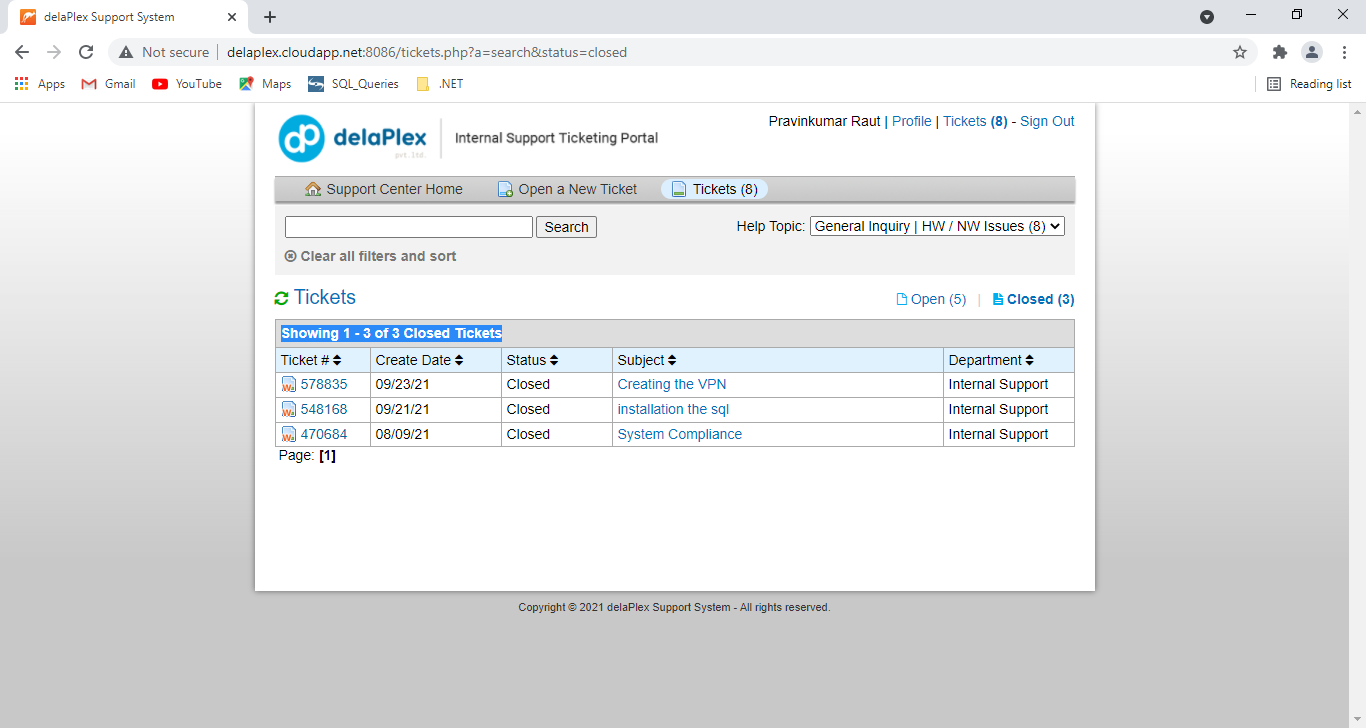 delaPlex Support System
Not secure
delaplex.cloudapp.net:8086/tickets.php?a=search&status=closed
Apps Gmail YouTube Maps SQL_Queries .NET Reading list
delaPlex
pvt.ltd.
Internal Support Ticketing Portal
Pravinkumar Raut | Profile | Tickets (8) - Sign Out
Support Center Home Open a New Ticket Tickets (8)
Search Help Topic: General Inquiry | HW / NW Issues (8)
Clear all filters and sort
Tickets Open (5) | Closed (3)
Showing 1 - 3 of 3 Closed Tickets
Ticket # Create Date Status Subject Department
578835 09/23/21 Closed Creating the VPN Internal Support
548168 09/21/21 Closed installation the sql Internal Support
470684 08/09/21 Closed System Compliance Internal Support
Page: [1]
Copyright © 2021 delaPlex Support System - All rights reserved.